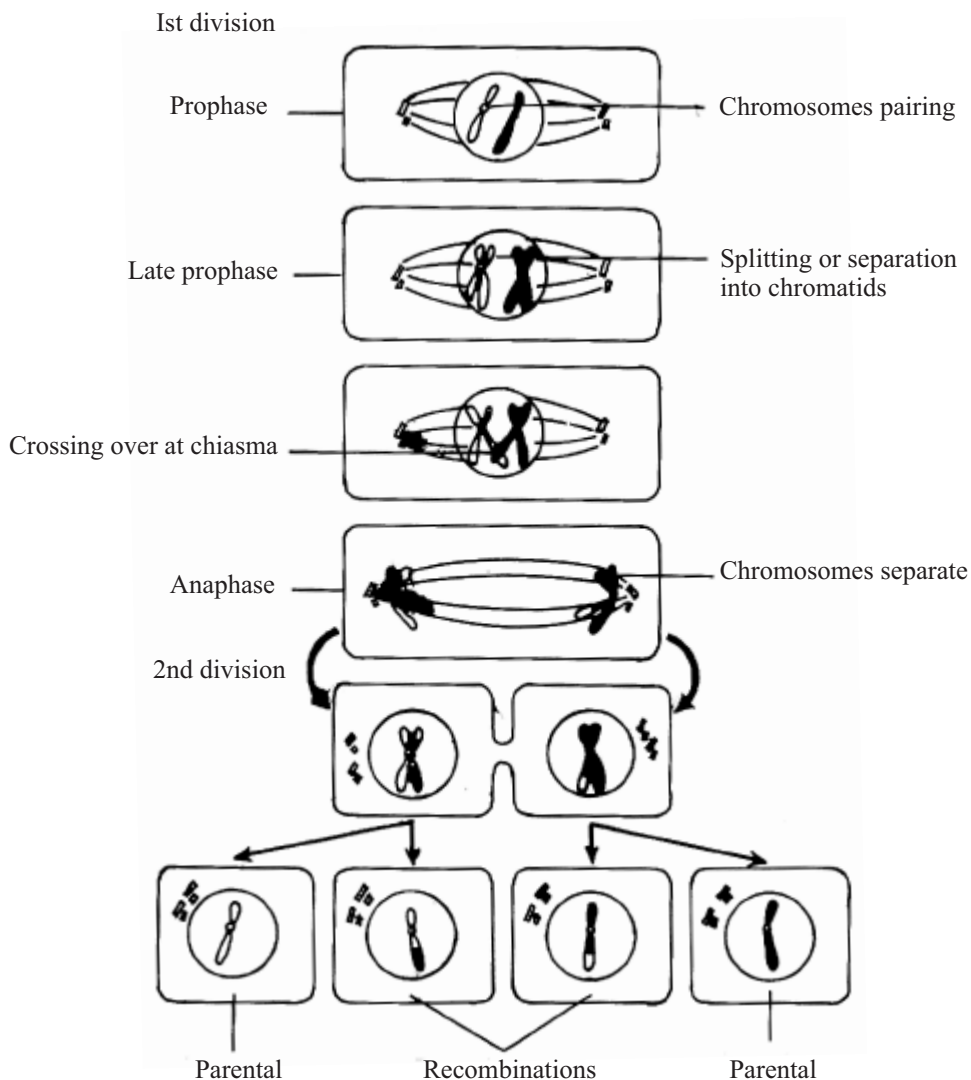 Ist division
Prophase
Chromosomes pairing
Late prophase
Splitting or separation
into chromatids
Crossing over at chiasma
Anaphase
Chromosomes separate
2nd division
Parental
Recombinations
Parental